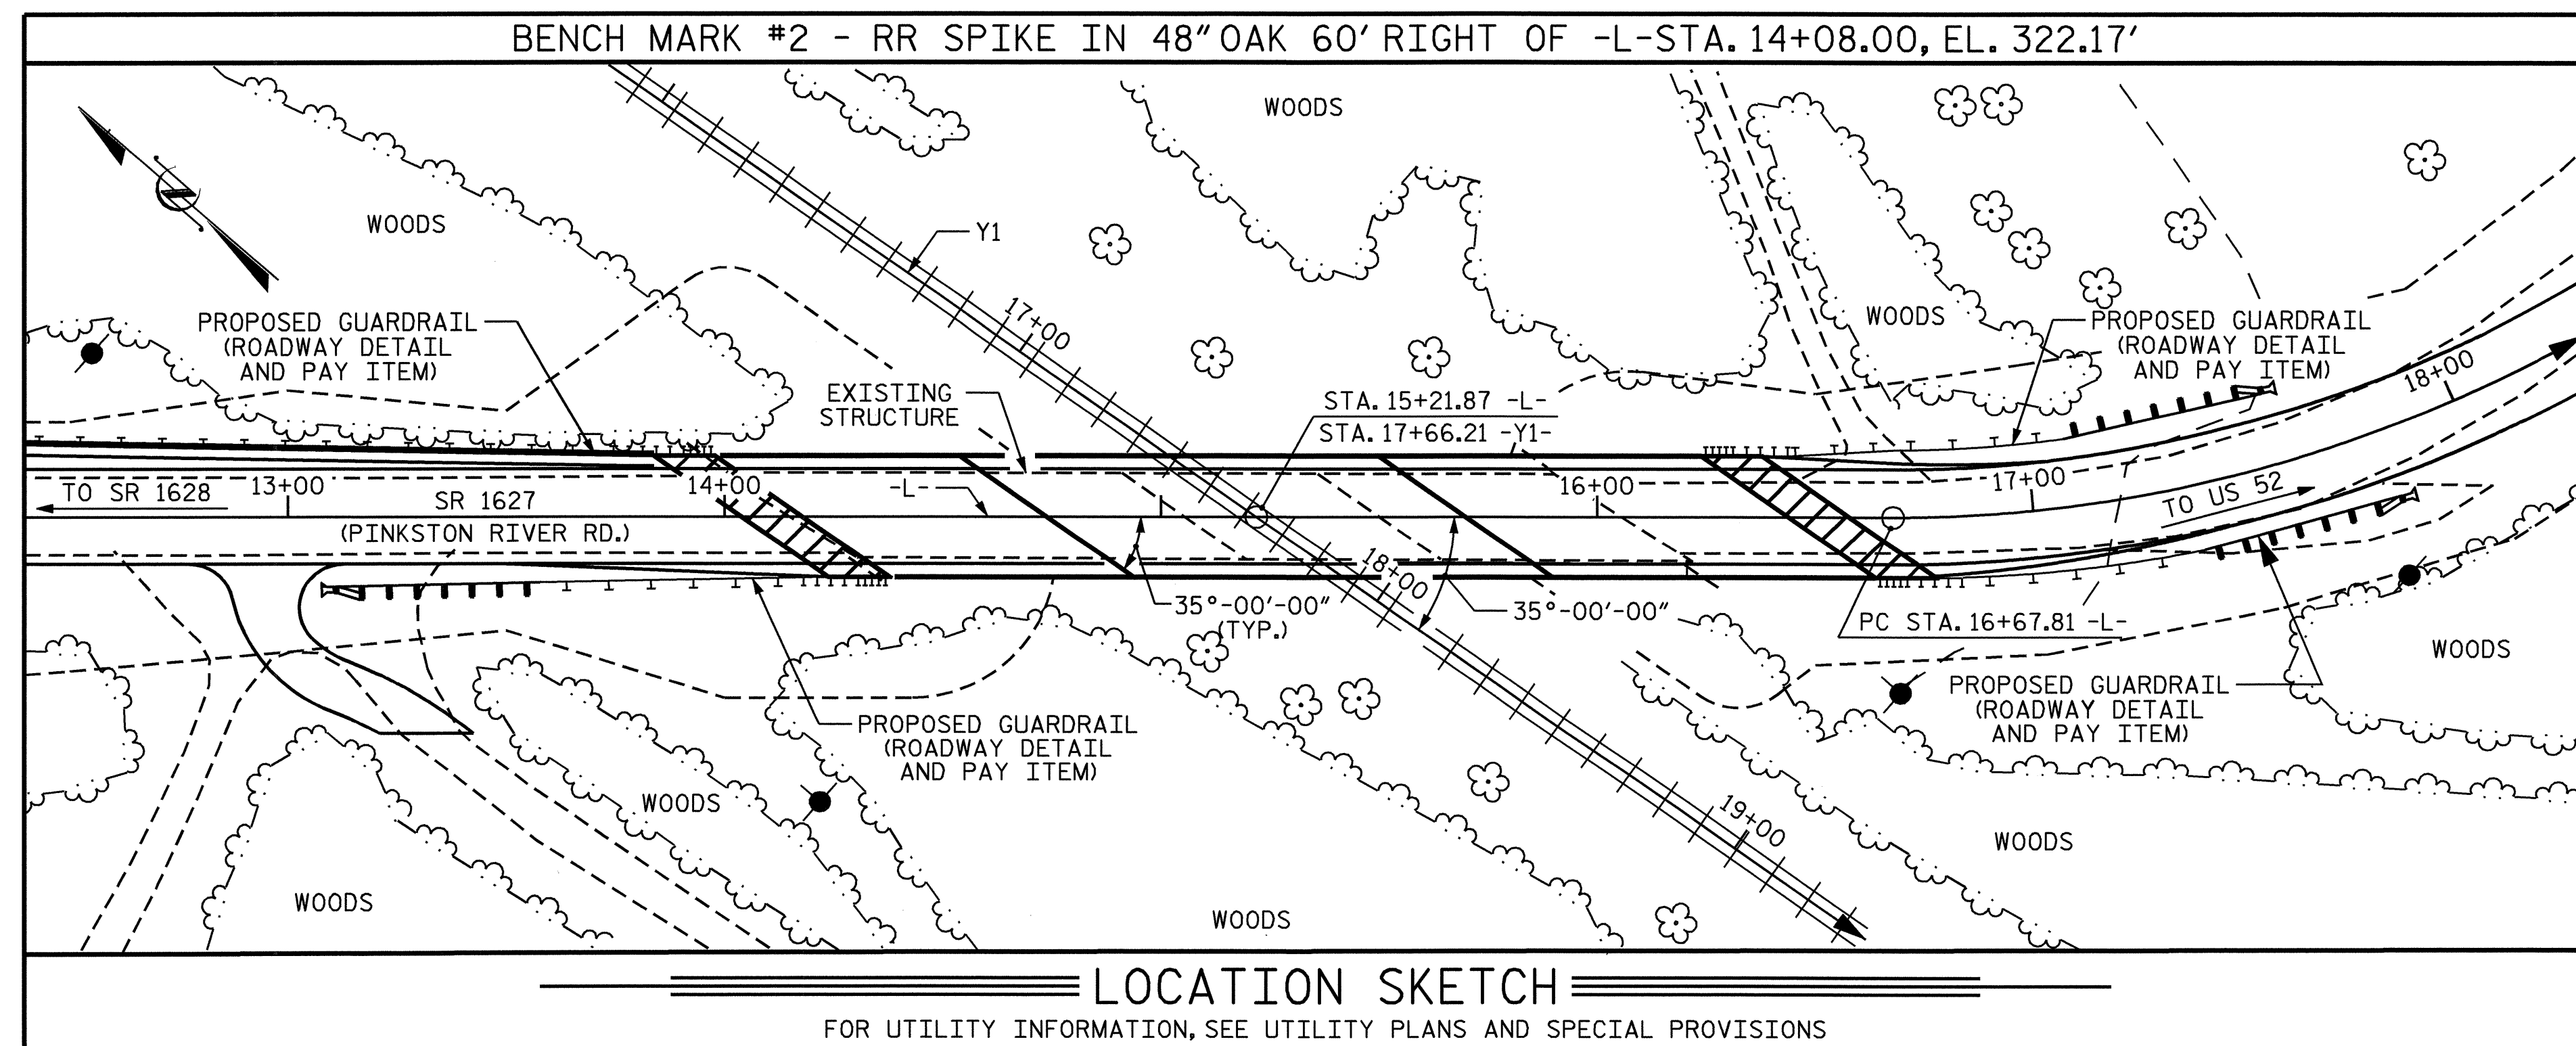 BENCH MARK #2 - RR SPIKE IN 48" OAK 60' RIGHT OF -L- STA. 14+08.00, EL. 322.17'
WOODS
WOODS
Y1
17+00
PROPOSED GUARDRAIL
(ROADWAY DETAIL
AND PAY ITEM)
WOODS
PROPOSED GUARDRAIL
(ROADWAY DETAIL
AND PAY ITEM)
EXISTING
STRUCTURE
STA. 15+21.87 -L-
STA. 17+66.21 -Y1-
18+00
TO SR 1628
13+00
SR 1627
(PINKSTON RIVER RD.)
14+00
-L-
16+00
17+00
TO US 52
18+00
35°-00'-00"
(TYP.)
35°-00'-00"
PC STA. 16+67.81 -L-
WOODS
PROPOSED GUARDRAIL
(ROADWAY DETAIL
AND PAY ITEM)
PROPOSED GUARDRAIL
(ROADWAY DETAIL
AND PAY ITEM)
WOODS
19+00
WOODS
WOODS
WOODS
LOCATION SKETCH
FOR UTILITY INFORMATION, SEE UTILITY PLANS AND SPECIAL PROVISIONS